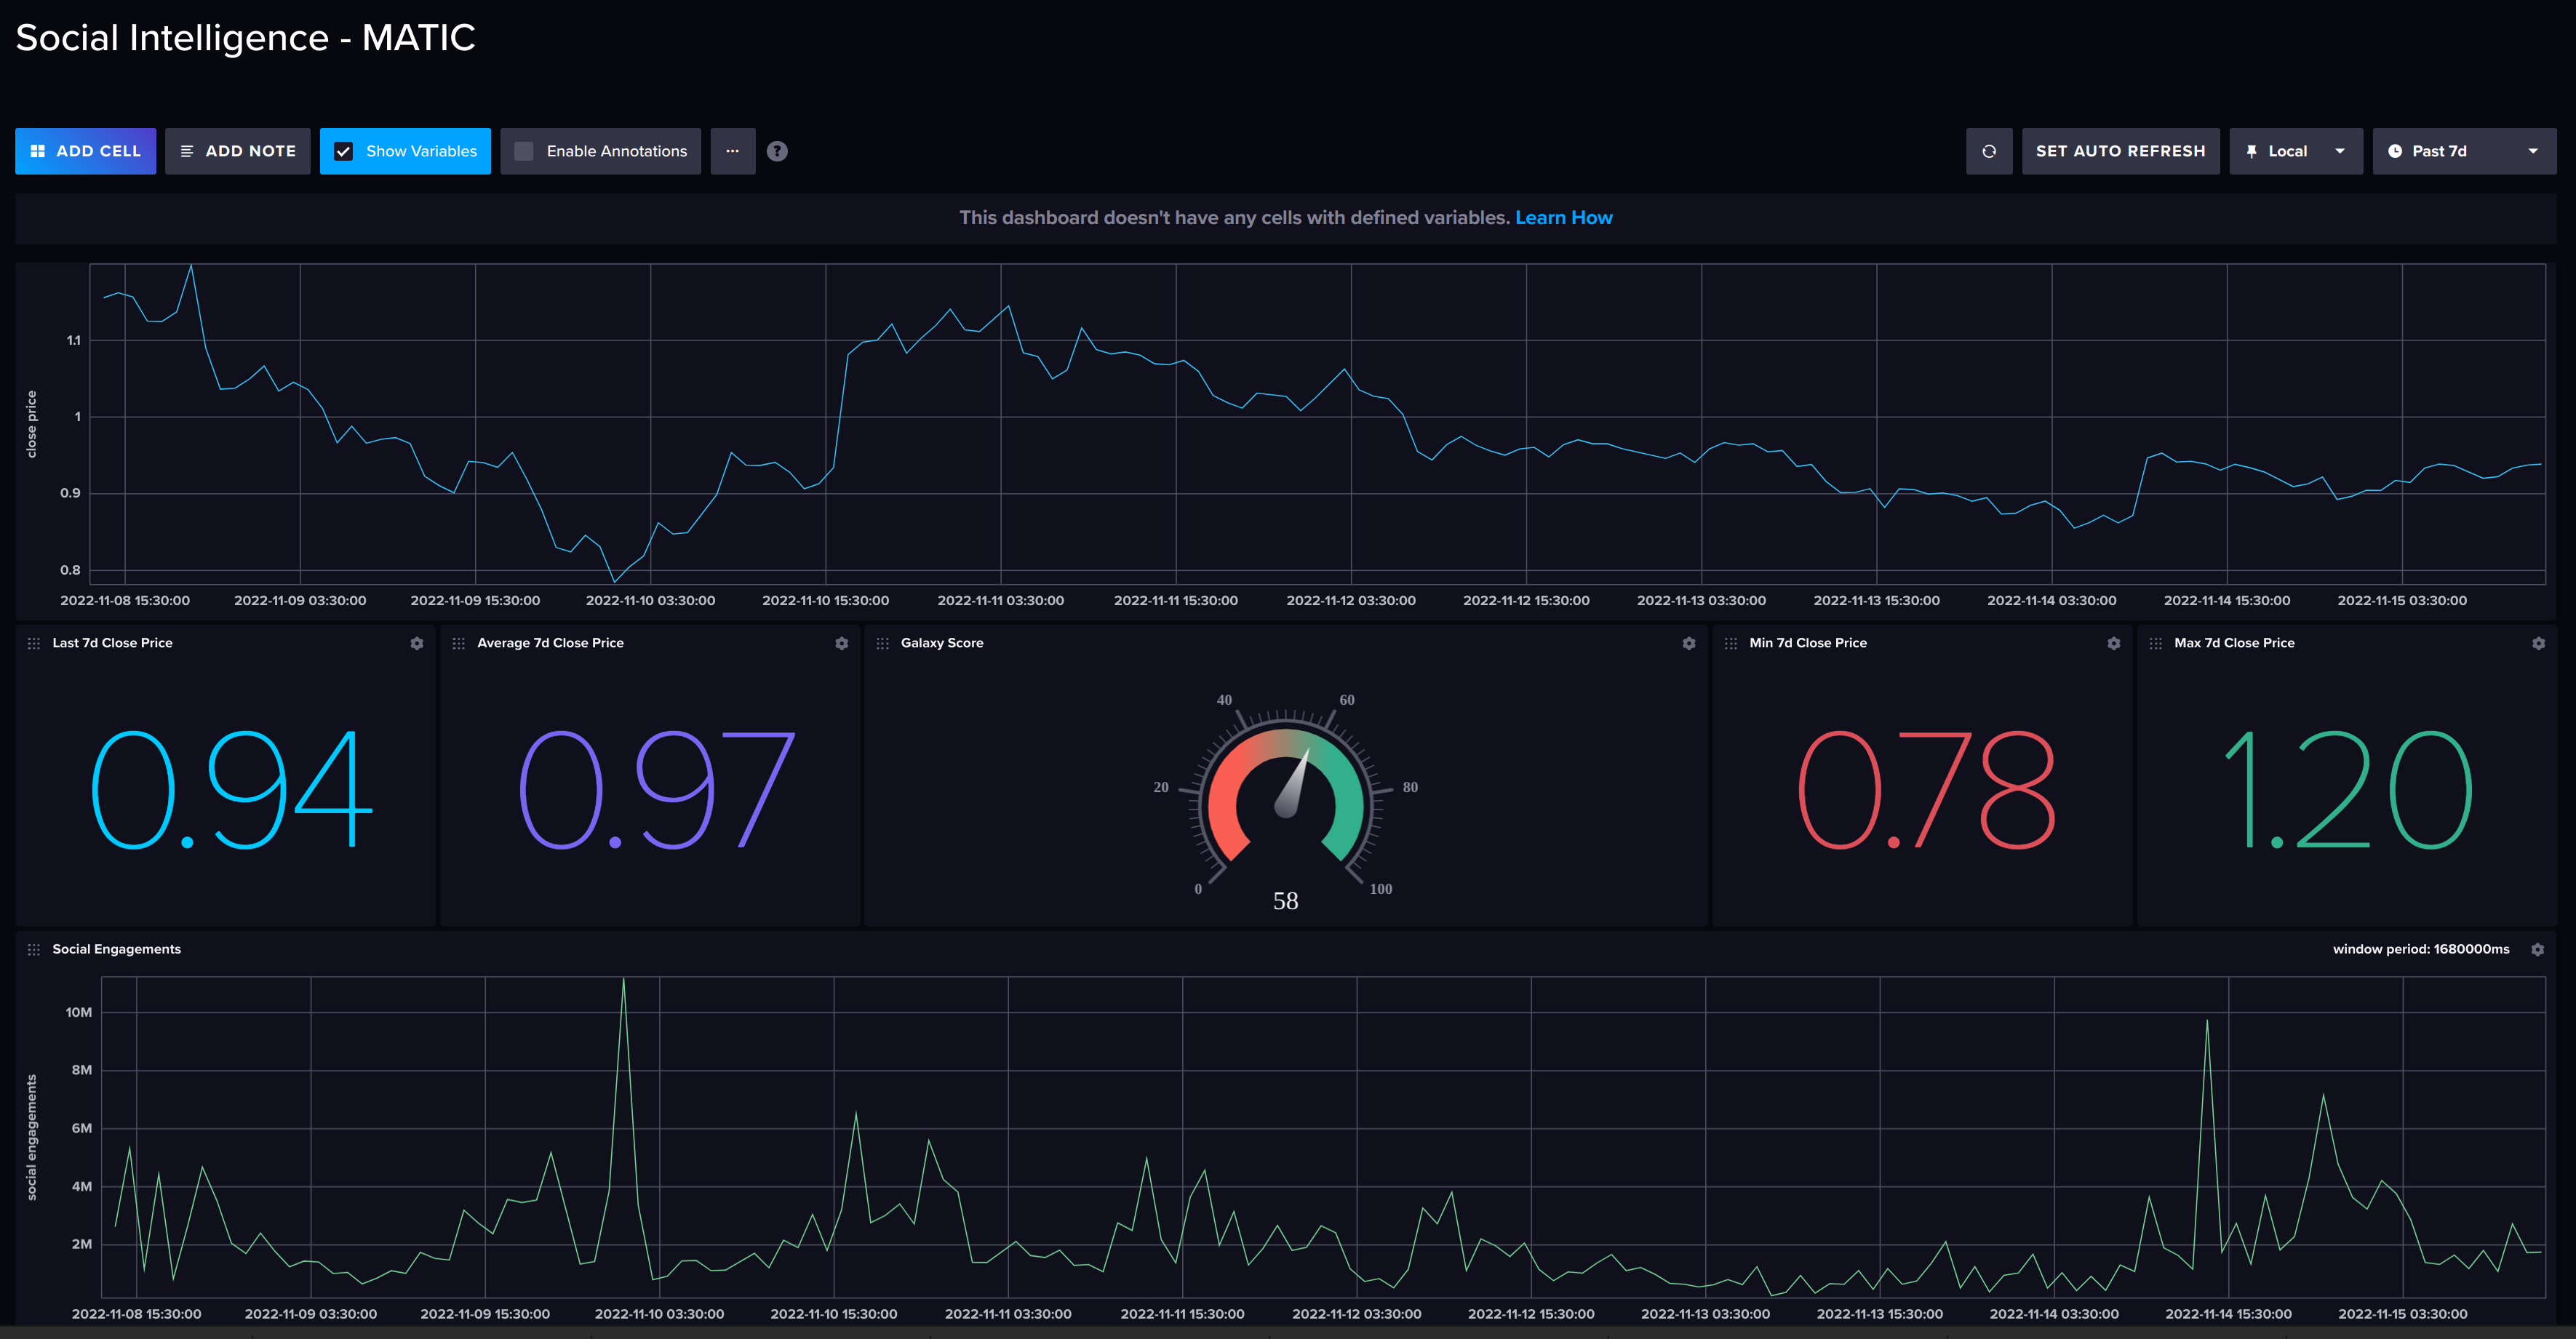 Social Intelligence - MATIC
ADD CELL
ADD NOTE
Show Variables
Enable Annotations
...
?
SET AUTO REFRESH
Local
Past 7d
This dashboard doesn't have any cells with defined variables. Learn How
close price
1.1
1
0.9
0.8
2022-11-08 15:30:00
2022-11-09 03:30:00
2022-11-09 15:30:00
2022-11-10 03:30:00
2022-11-10 15:30:00
2022-11-11 03:30:00
2022-11-11 15:30:00
2022-11-12 03:30:00
2022-11-12 15:30:00
2022-11-13 03:30:00
2022-11-13 15:30:00
2022-11-14 03:30:00
2022-11-14 15:30:00
2022-11-15 03:30:00
Last 7d Close Price
0.94
Average 7d Close Price
0.97
Galaxy Score
0
20
40
60
80
100
58
Min 7d Close Price
0.78
Max 7d Close Price
1.20
Social Engagements
window period: 1680000ms
social engagements
10M
8M
6M
4M
2M
2022-11-08 15:30:00
2022-11-09 03:30:00
2022-11-09 15:30:00
2022-11-10 03:30:00
2022-11-10 15:30:00
2022-11-11 03:30:00
2022-11-11 15:30:00
2022-11-12 03:30:00
2022-11-12 15:30:00
2022-11-13 03:30:00
2022-11-13 15:30:00
2022-11-14 03:30:00
2022-11-14 15:30:00
2022-11-15 03:30:00